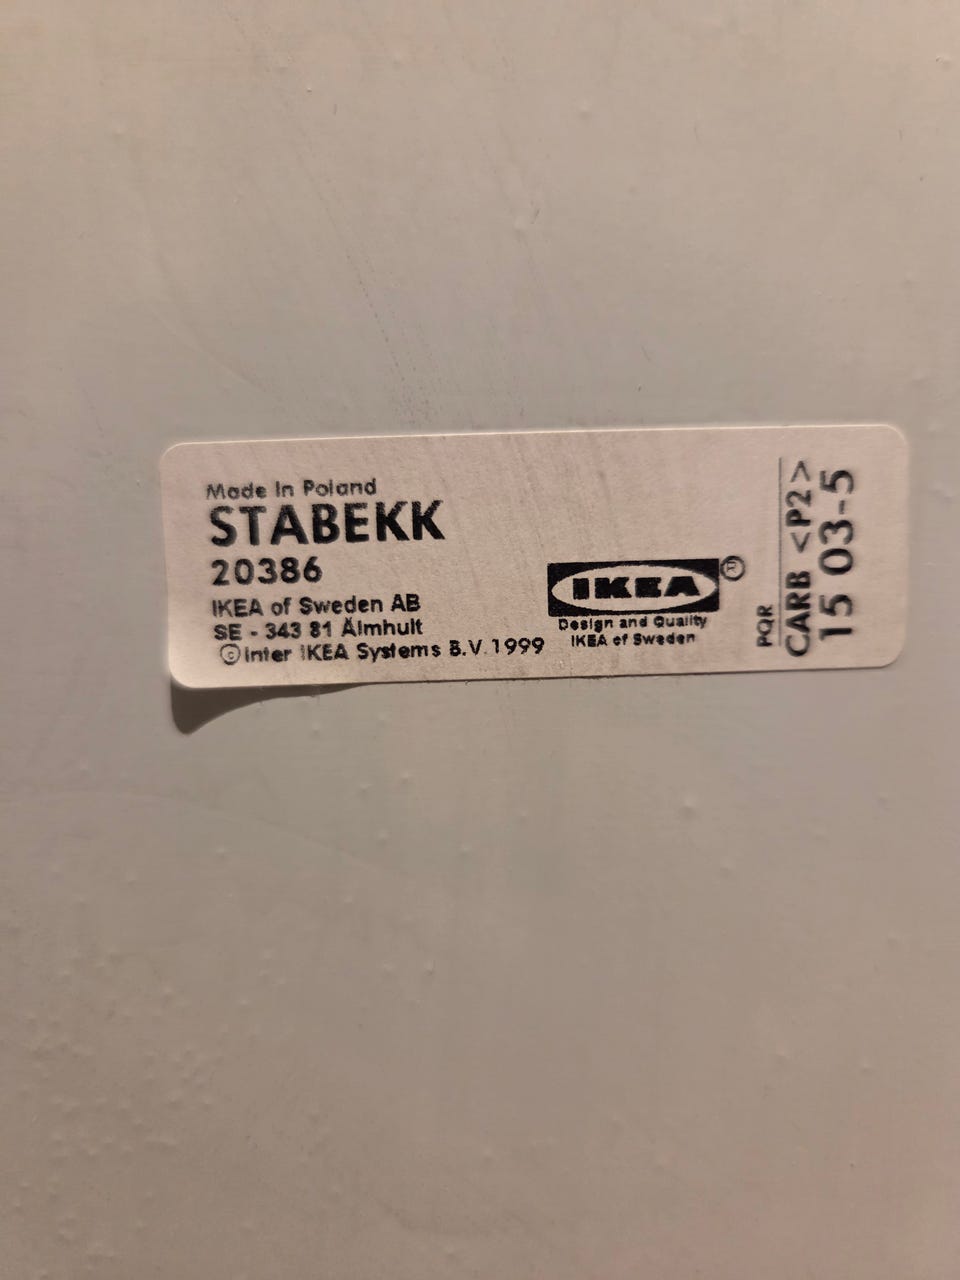 Made In Poland
STABEKK
20386
IKEA of Sweden AB
SE - 343 81 Älmhult
©Inter IKEA Systems B.V. 1999
IKEA®
Design and Quality
IKEA of Sweden
PQR
CARB <P2>
15 03-5